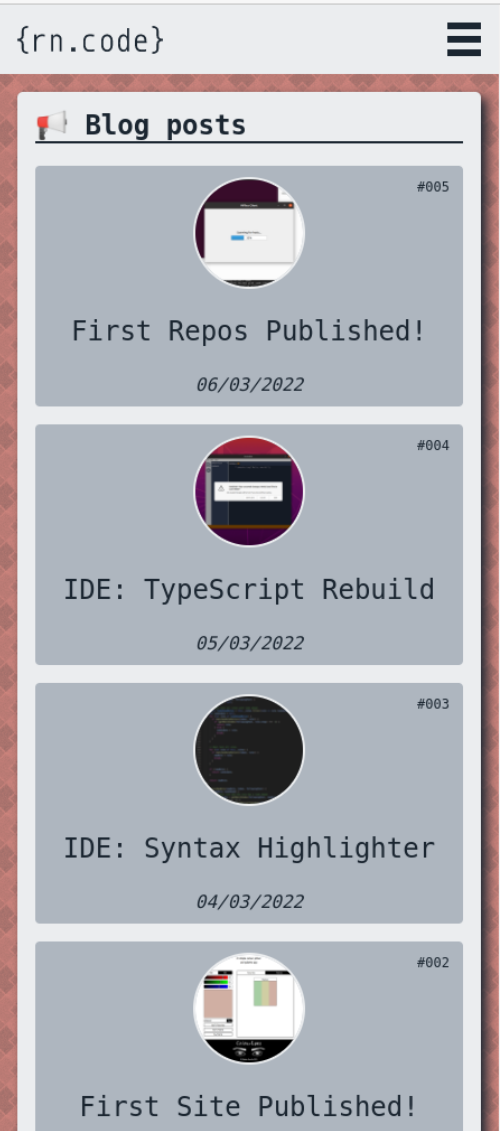 {rn.code}
Blog posts
#005
First Repos Published!
06/03/2022
#004
IDE: TypeScript Rebuild
05/03/2022
#003
IDE: Syntax Highlighter
04/03/2022
#002
First Site Published!